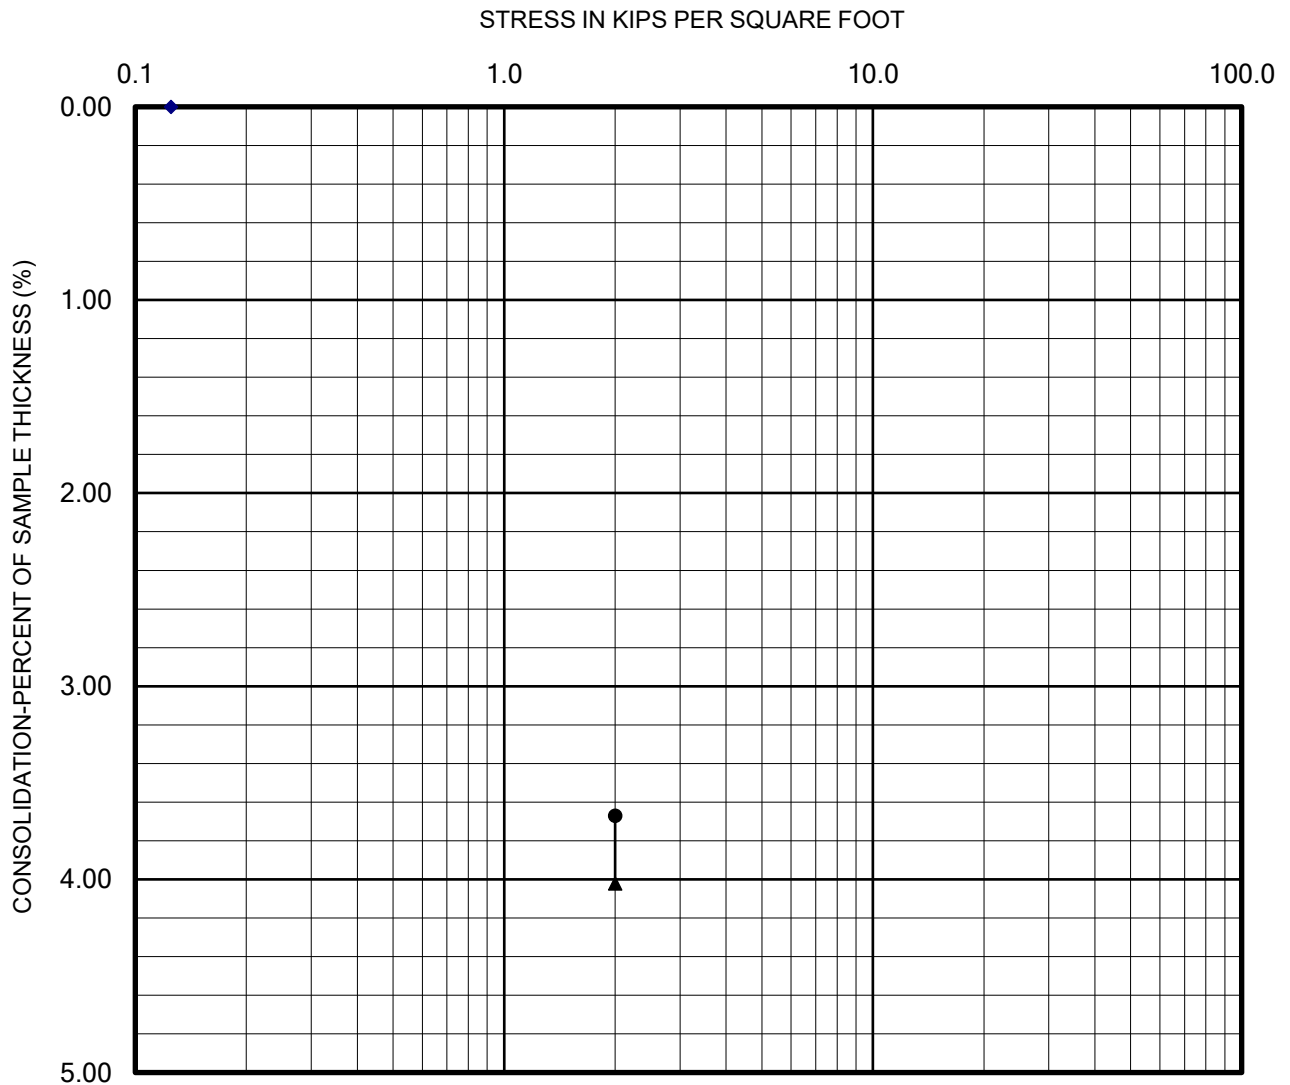 STRESS IN KIPS PER SQUARE FOOT
0.1 1.0 10.0 100.0
0.00
1.00
2.00
3.00
4.00
5.00
CONSOLIDATION-PERCENT OF SAMPLE THICKNESS (%)